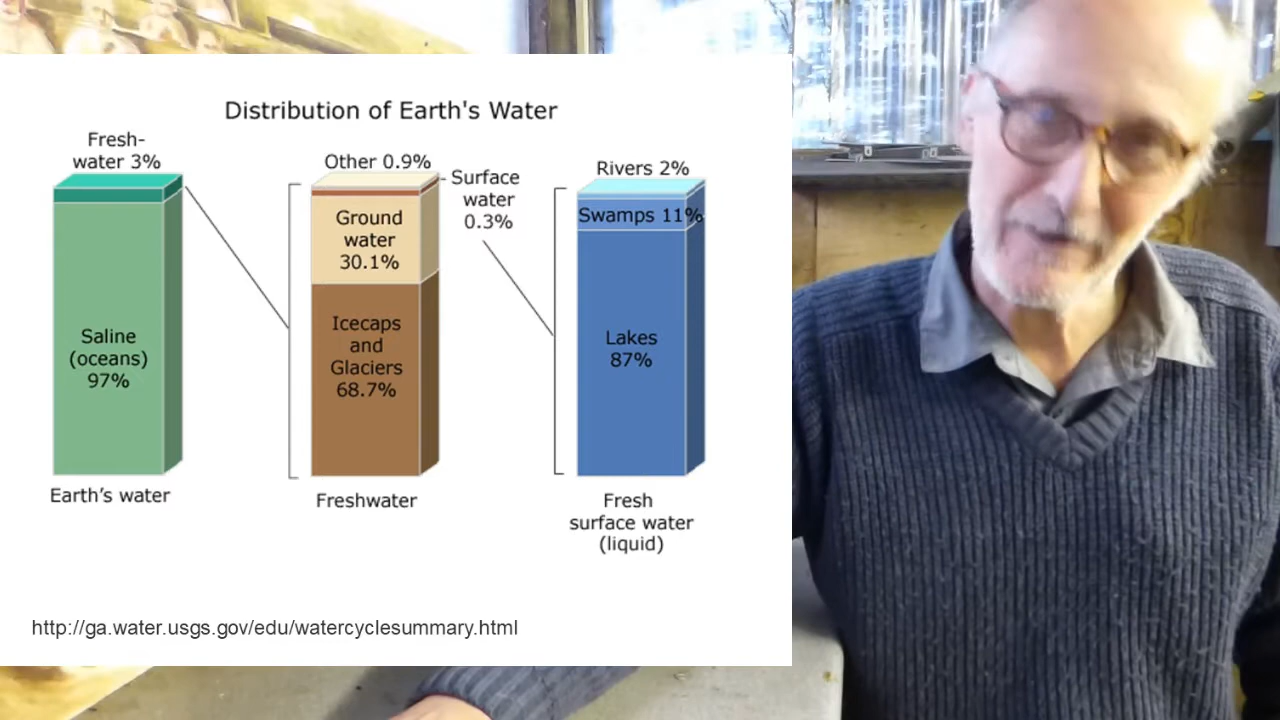 Distribution of Earth's Water
Fresh-
water 3%
Saline
(oceans)
97%
Earth’s water
Other 0.9%
Surface
water
0.3%
Ground
water
30.1%
Icecaps
and
Glaciers
68.7%
Freshwater
Rivers 2%
Swamps 11%
Lakes
87%
Fresh
surface water
(liquid)
http://ga.water.usgs.gov/edu/watercyclesummary.html